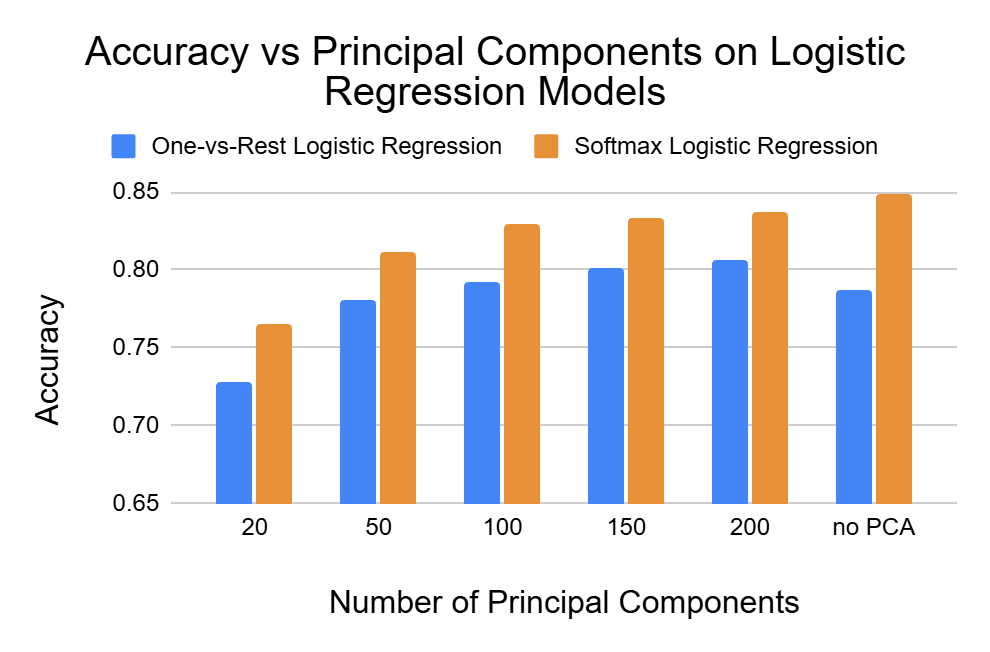 Accuracy vs Principal Components on Logistic
Regression Models
One-vs-Rest Logistic Regression
Softmax Logistic Regression
0.85
0.80
0.75
0.70
0.65
Accuracy
20
50
100
150
200
no PCA
Number of Principal Components